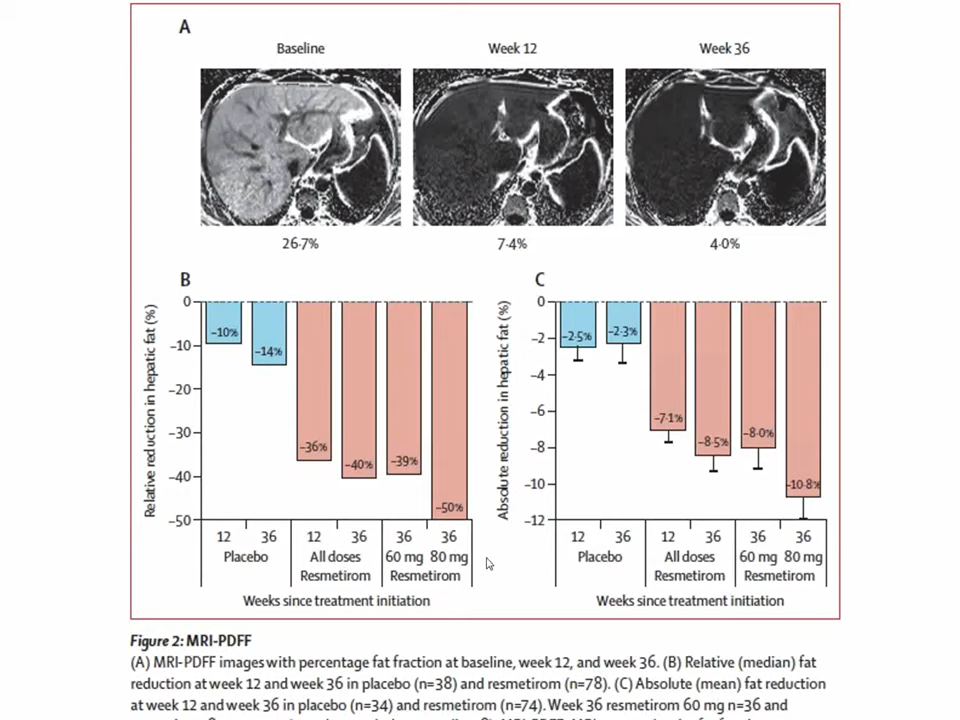 A
Baseline
Week 12
Week 36
26·7%
7·4%
4·0%
B
Relative reduction in hepatic fat (%)
0
−10
−20
−30
−40
−50
−10%
−14%
−36%
−40%
−39%
−50%
12 36 12 36 36 36
Placebo All doses 60 mg 80 mg
Resmetirom Resmetirom
Weeks since treatment initiation
C
Absolute reduction in hepatic fat (%)
0
−2
−4
−6
−8
−10
−12
−2·5%
−2·3%
−7·1%
−8·5%
−8·0%
−10·8%
12 36 12 36 36 36
Placebo All doses 60 mg 80 mg
Resmetirom Resmetirom
Weeks since treatment initiation
Figure 2: MRI-PDFF
(A) MRI-PDFF images with percentage fat fraction at baseline, week 12, and week 36. (B) Relative (median) fat
reduction at week 12 and week 36 in placebo (n=38) and resmetirom (n=78). (C) Absolute (mean) fat reduction
at week 12 and week 36 in placebo (n=34) and resmetirom (n=74). Week 36 resmetirom 60 mg n=36 and